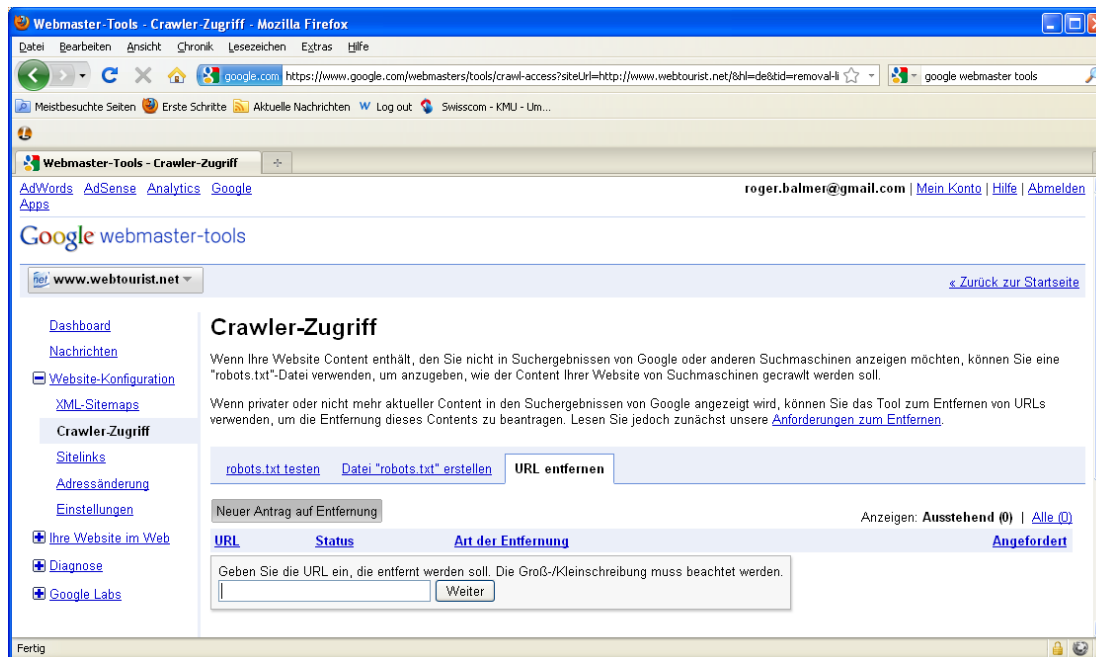 Webmaster-Tools - Crawler-Zugriff - Mozilla Firefox
Datei Bearbeiten Ansicht Chronik Lesezeichen Extras Hilfe
google.com https://www.google.com/webmasters/tools/crawl-access?siteUrl=http://www.webtourist.net/&hl=de&tid=removal-li google webmaster tools
Meistbesuchte Seiten Erste Schritte Aktuelle Nachrichten W Log out Swisscom - KMU - Um...
Webmaster-Tools - Crawler-Zugriff
AdWords AdSense Analytics Google
Apps
roger.balmer@gmail.com | Mein Konto | Hilfe | Abmelden
Google webmaster-tools
www.webtourist.net
« Zurück zur Startseite
Dashboard
Nachrichten
Website-Konfiguration
XML-Sitemaps
Crawler-Zugriff
Sitelinks
Adressänderung
Einstellungen
Ihre Website im Web
Diagnose
Google Labs
Crawler-Zugriff
Wenn Ihre Website Content enthält, den Sie nicht in Suchergebnissen von Google oder anderen Suchmaschinen anzeigen möchten, können Sie eine
"robots.txt"-Datei verwenden, um anzugeben, wie der Content Ihrer Website von Suchmaschinen gecrawlt werden soll.
Wenn privater oder nicht mehr aktueller Content in den Suchergebnissen von Google angezeigt wird, können Sie das Tool zum Entfernen von URLs
verwenden, um die Entfernung dieses Contents zu beantragen. Lesen Sie jedoch zunächst unsere Anforderungen zum Entfernen.
robots.txt testen Datei "robots.txt" erstellen URL entfernen
Neuer Antrag auf Entfernung
Anzeigen: Ausstehend (0) | Alle (0)
URL Status Art der Entfernung Angefordert
Geben Sie die URL ein, die entfernt werden soll. Die Groß-/Kleinschreibung muss beachtet werden.
Weiter
Fertig